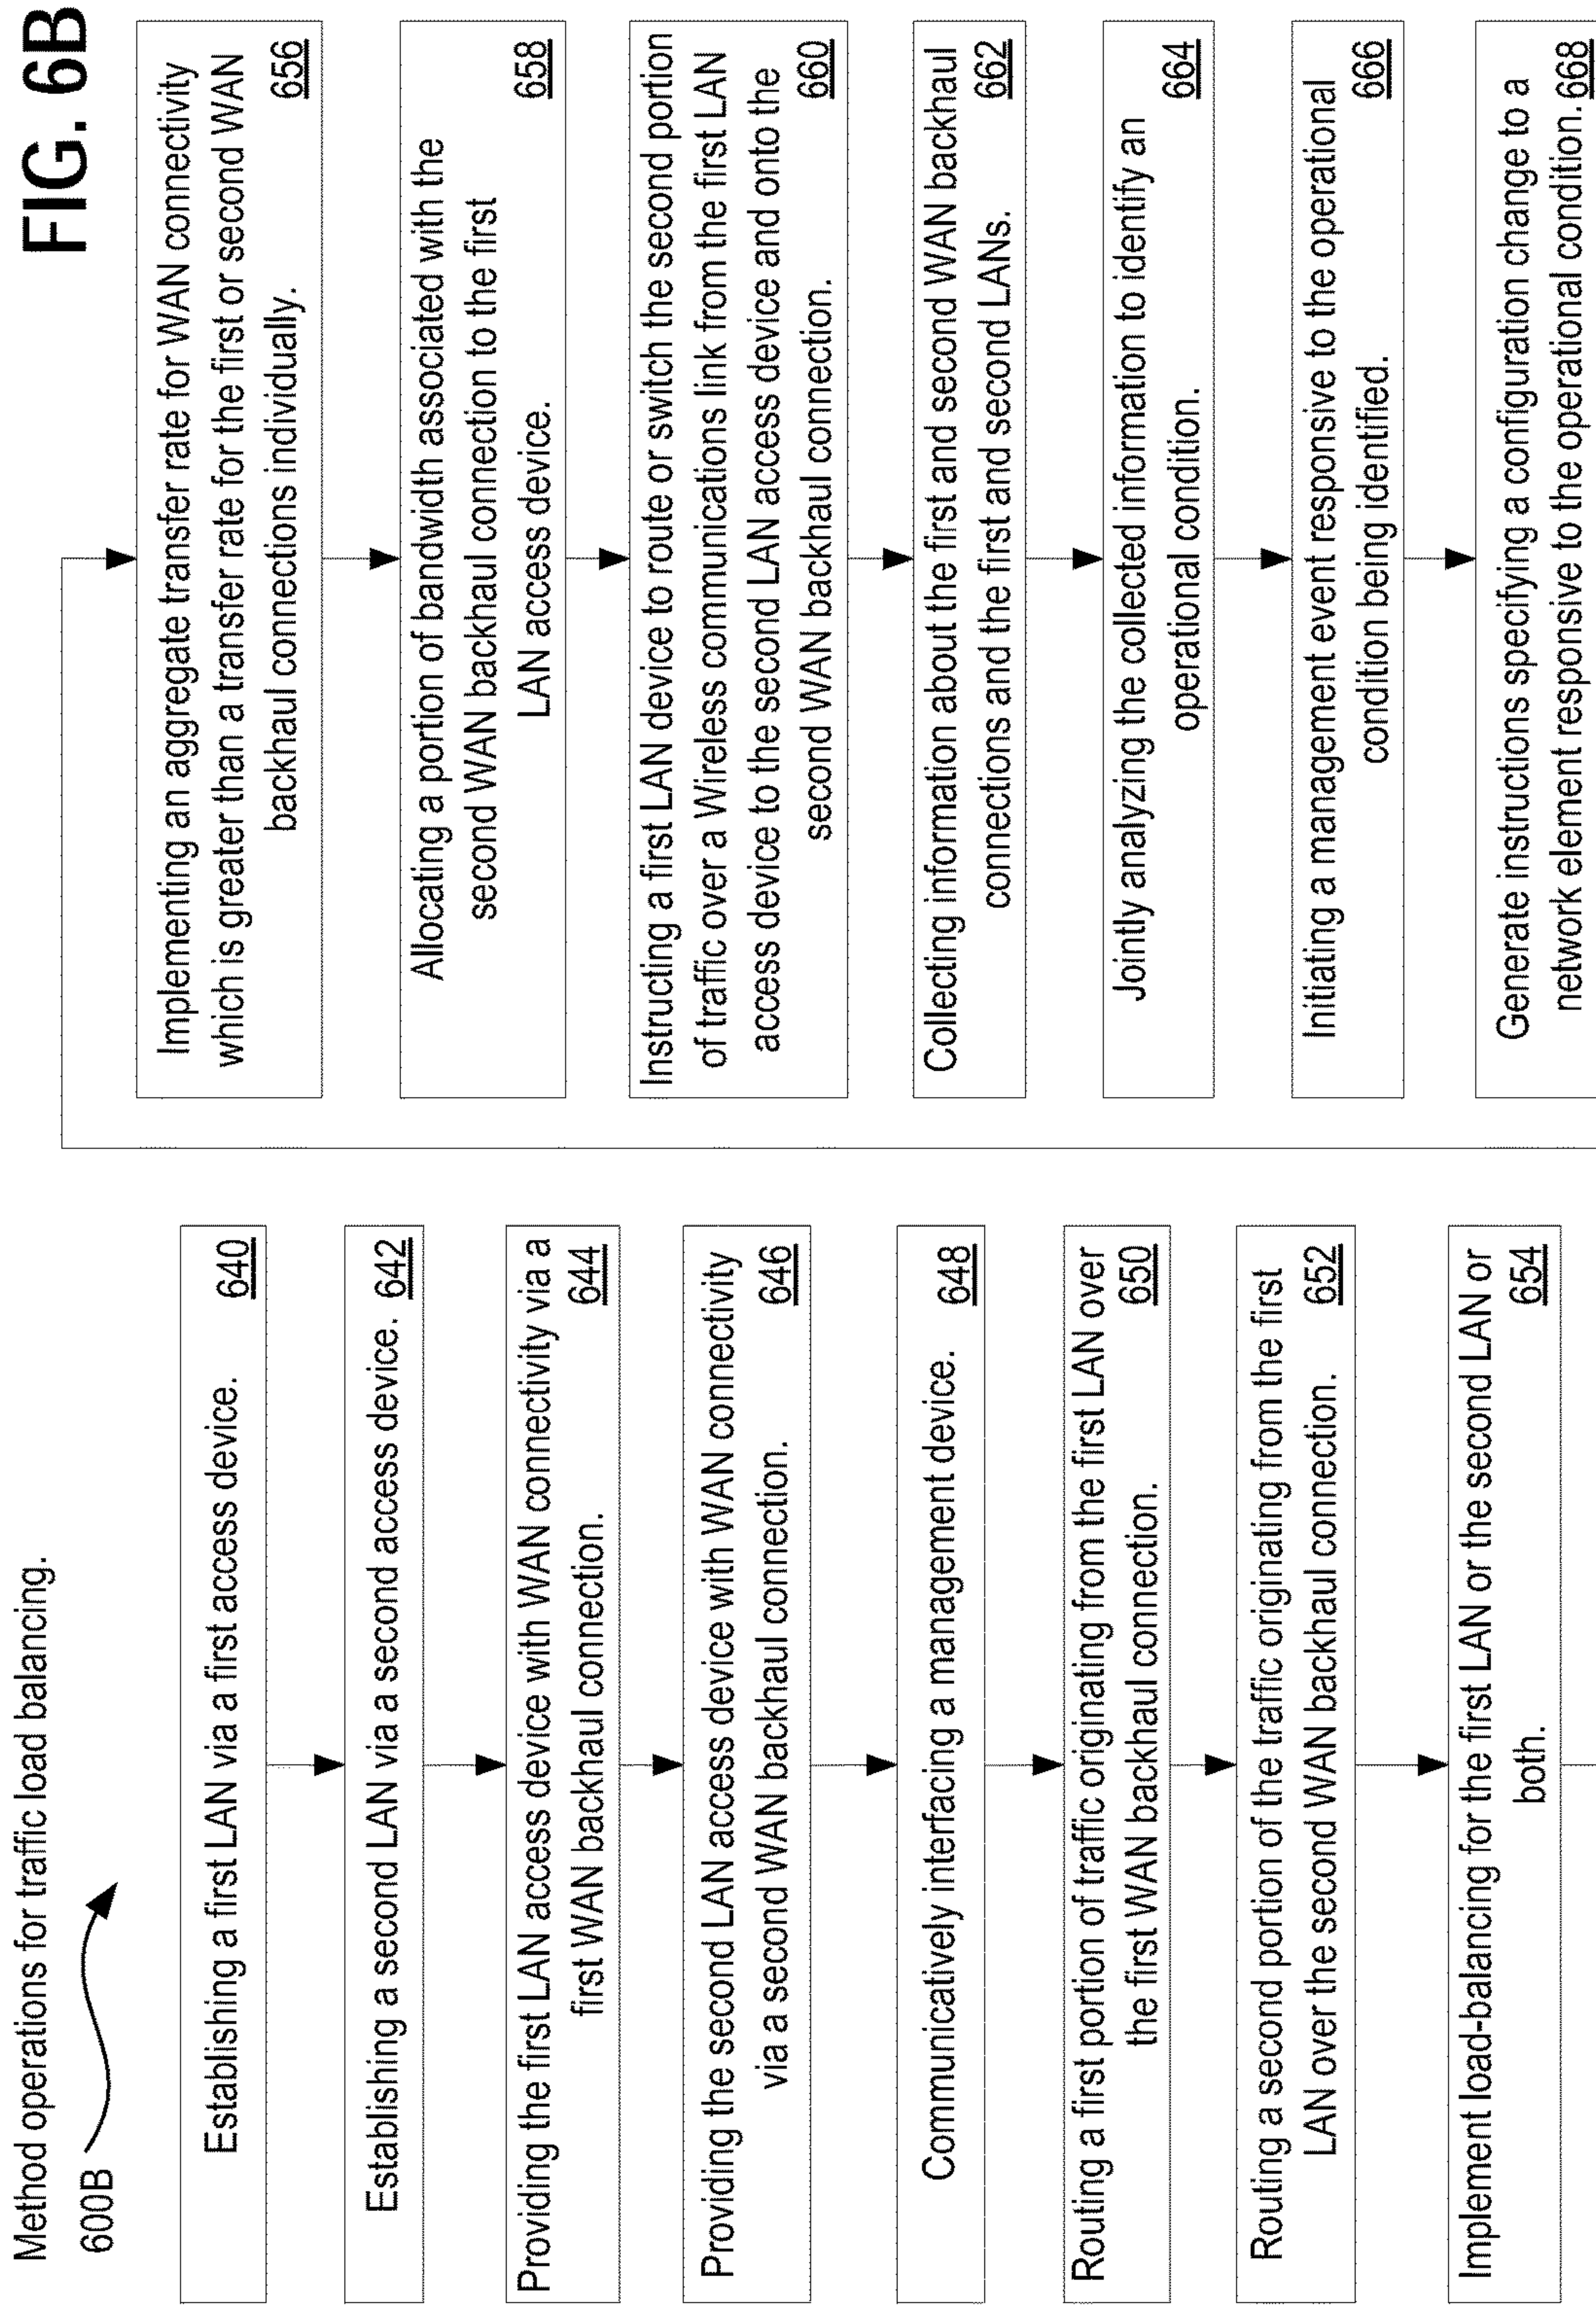 Method operations for traffic load balancing.
FIG. 6B
600B
Establishing a first LAN via a first access device. 640
Establishing a second LAN via a second access device. 642
Providing the first LAN access device with WAN connectivity via a
first WAN backhaul connection. 644
Providing the second LAN access device with WAN connectivity
via a second WAN backhaul connection. 646
Communicatively interfacing a management device. 648
Routing a first portion of traffic originating from the first LAN over
the first WAN backhaul connection. 650
Routing a second portion of the traffic originating from the first
LAN over the second WAN backhaul connection. 652
Implement load-balancing for the first LAN or the second LAN or
both. 654
Implementing an aggregate transfer rate for WAN connectivity
which is greater than a transfer rate for the first or second WAN
backhaul connections individually. 656
Allocating a portion of bandwidth associated with the
second WAN backhaul connection to the first
LAN access device. 658
Instructing a first LAN device to route or switch the second portion
of traffic over a Wireless communications link from the first LAN
access device to the second LAN access device and onto the
second WAN backhaul connection. 660
Collecting information about the first and second WAN backhaul
connections and the first and second LANs. 662
Jointly analyzing the collected information to identify an
operational condition. 664
Initiating a management event responsive to the operational
condition being identified. 666
Generate instructions specifying a configuration change to a
network element responsive to the operational condition. 668